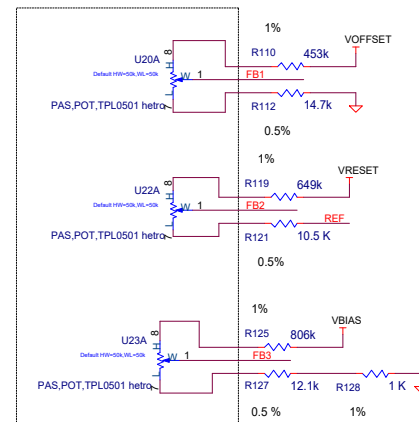 1%
VOFFSET
8
U20A
R110
453k
Default HW=50k,WL=50k
H
W
1
FB1
L
7
PAS,POT,TPL0501 hetro
R112
14.7k
0.5%
1%
VRESET
8
U22A
R119
649k
Default HW=50k,WL=50k
H
W
1
FB2
REF
L
7
PAS,POT,TPL0501 hetro
R121
10.5 K
0.5%
1%
VBIAS
8
U23A
R125
806k
Default HW=50k,WL=50k
H
W
1
FB3
L
7
PAS,POT,TPL0501 hetro
R127
12.1k
R128
1 K
0.5 %
1%